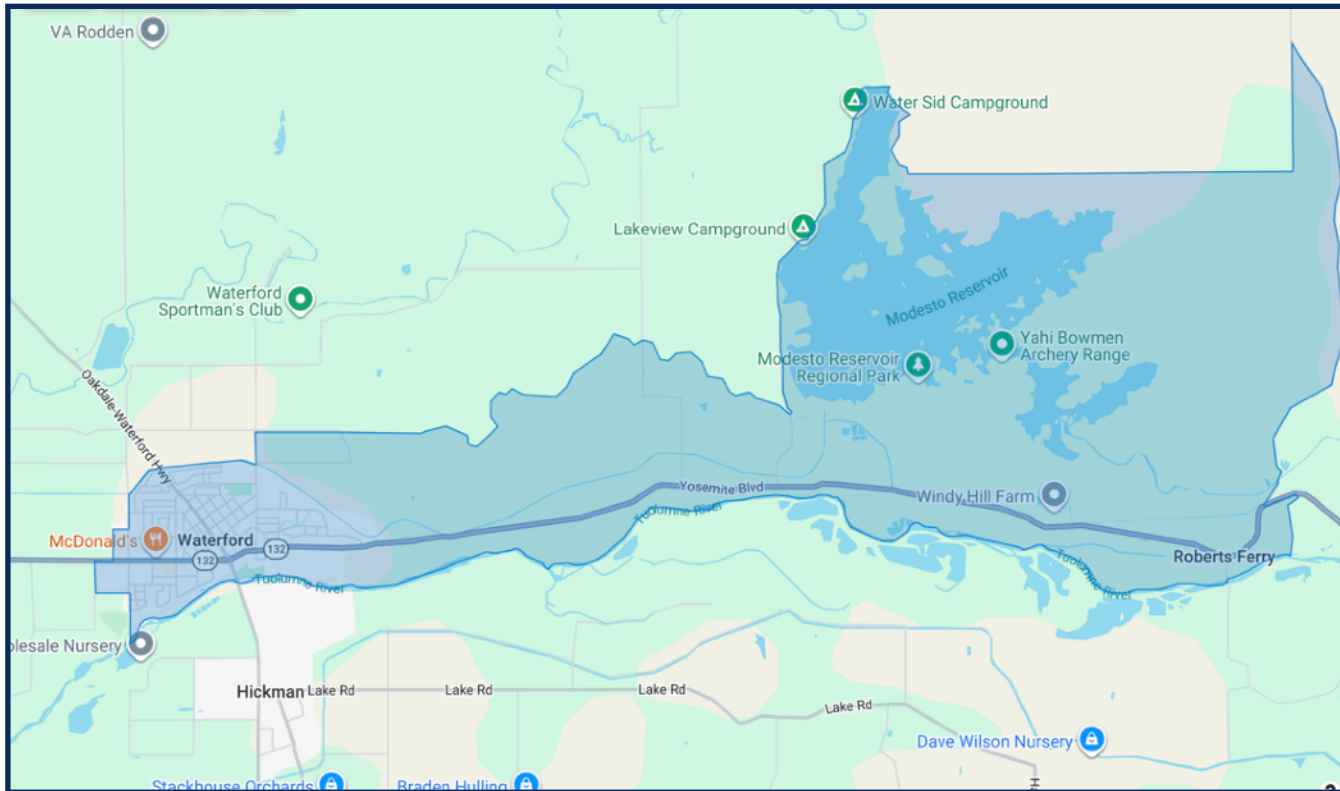 VA Rodden
Water Sid Campground
Lakeview Campground
Waterford
Sportman's Club
Modesto Reservoir
Yahi Bowmen
Archery Range
Modesto Reservoir
Regional Park
Oakdale-Waterford Hwy
Yosemite Blvd
Windy Hill Farm
Tuolumne River
McDonald's
Waterford
132
132
Roberts Ferry
Tuolumne River
Tuolumne River
olesale Nursery
Hickman
Lake Rd
Lake Rd
Lake Rd
Lake Rd
Dave Wilson Nursery
Stackhouse Orchards
Braden Hulling